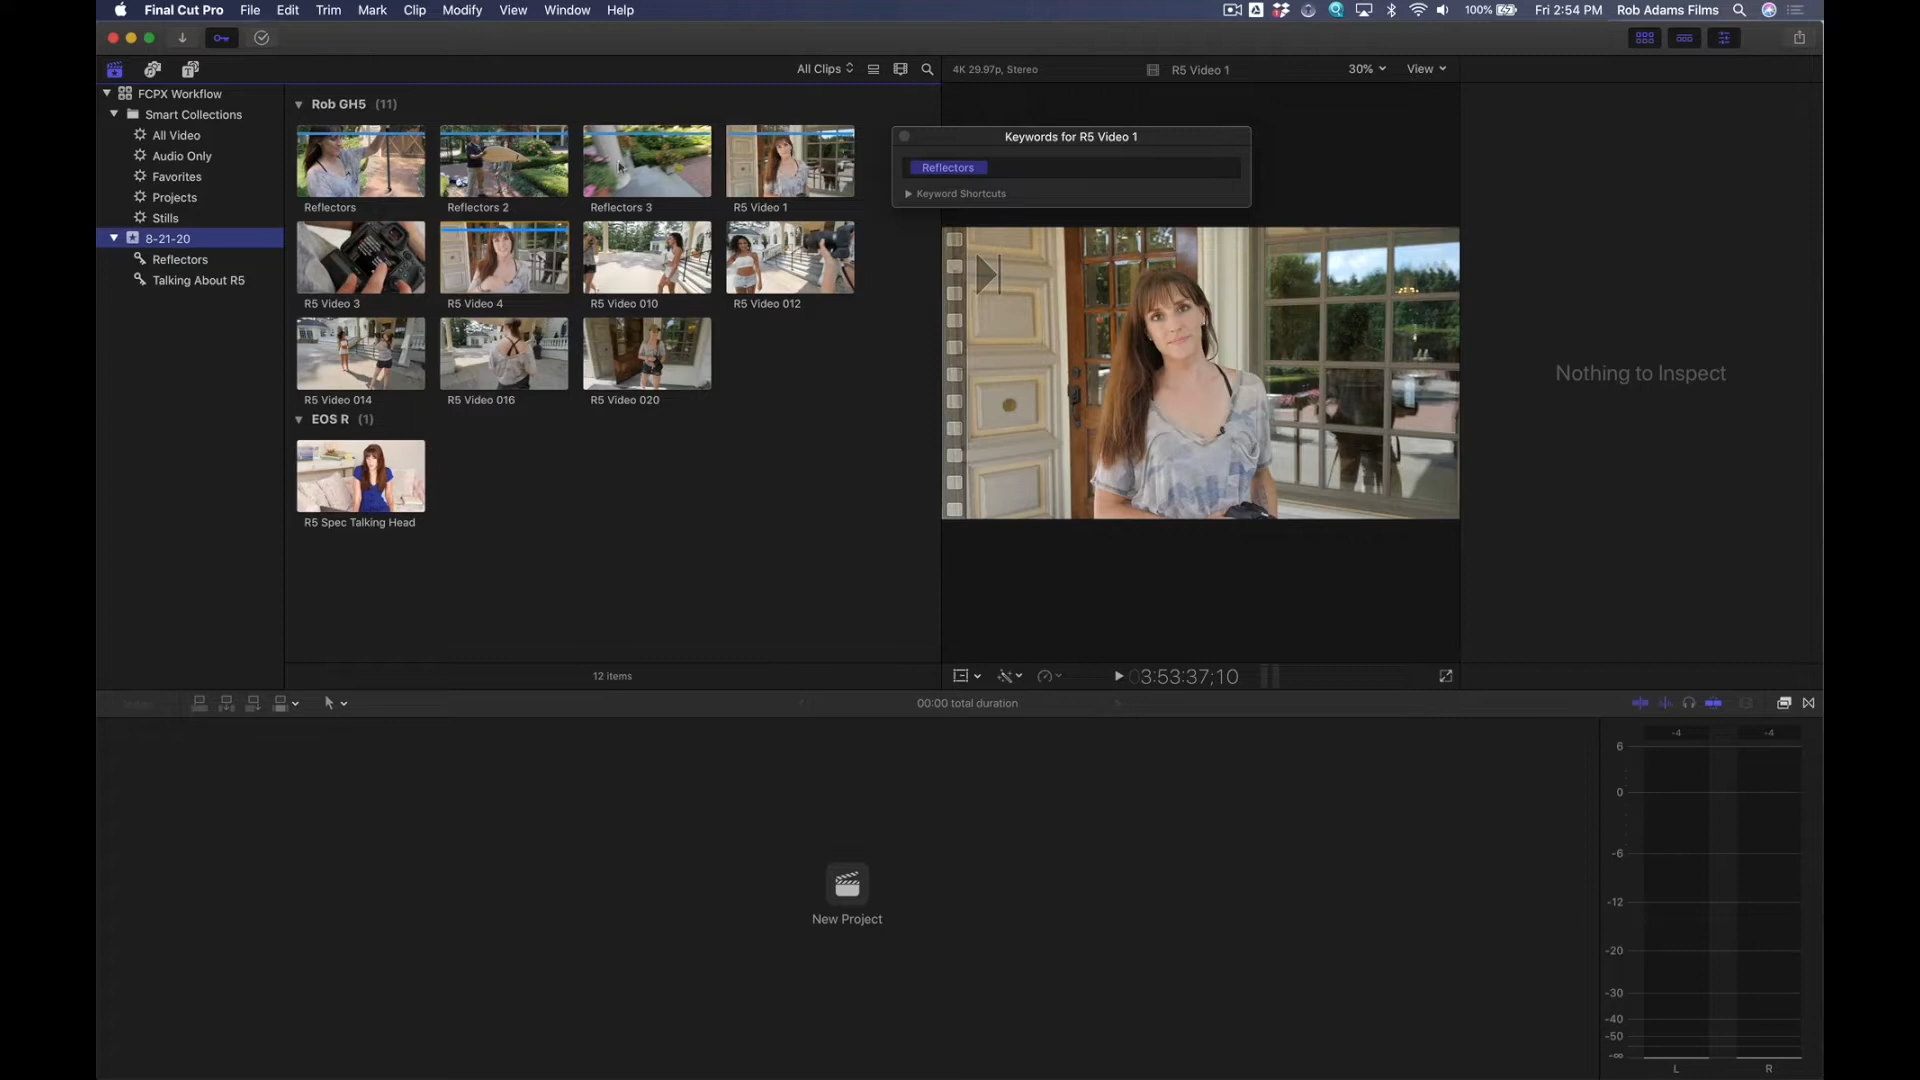 Final Cut Pro File Edit Trim Mark Clip Modify View Window Help 100% Fri 2:54 PM Rob Adams Films
All Clips 4K 29.97p, Stereo R5 Video 1 30% View
FCPX Workflow
Smart Collections
All Video
Audio Only
Favorites
Projects
Stills
8-21-20
Reflectors
Talking About R5
Rob GH5 (11)
Reflectors Reflectors 2 Reflectors 3 R5 Video 1
R5 Video 3 R5 Video 4 R5 Video 010 R5 Video 012
R5 Video 014 R5 Video 016 R5 Video 020
EOS R (1)
R5 Spec Talking Head
12 items
Keywords for R5 Video 1
Reflectors
Keyword Shortcuts
Nothing to Inspect
03:53:37;10
00:00 total duration
New Project
-4 -4
6
0
-6
-12
-20
-30
-40
-50
-∞
L R